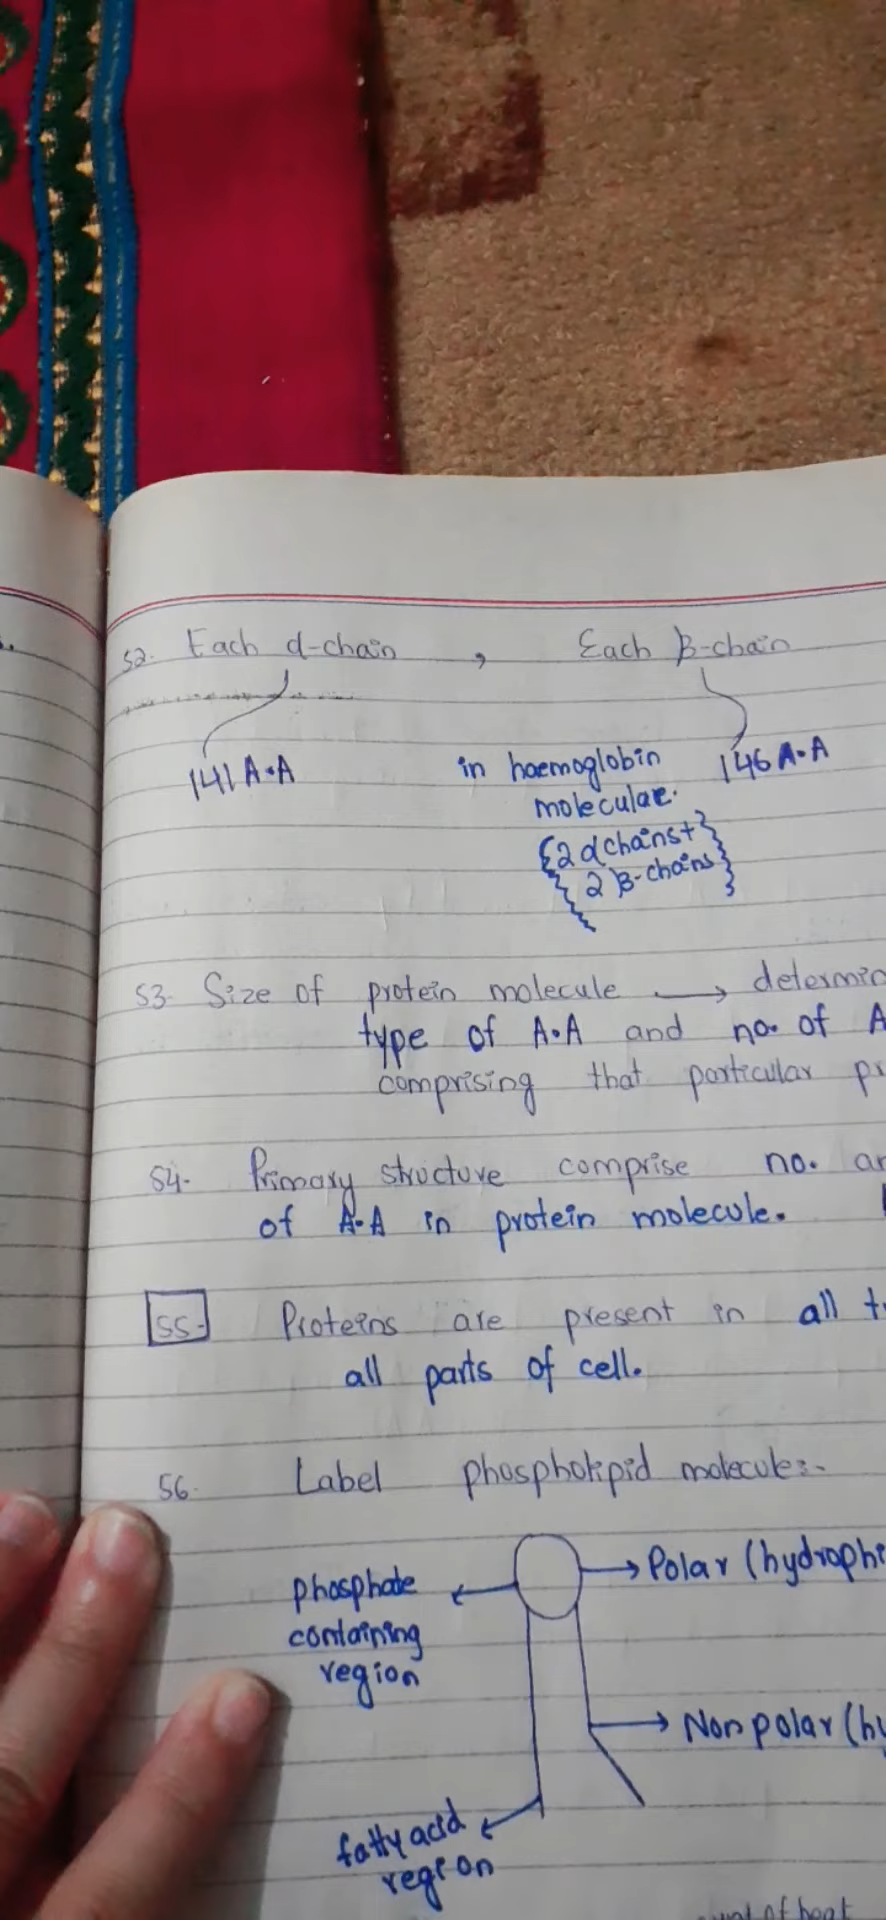 52. Each α-chain , Each β-chain
141 A.A in haemoglobin 146 A.A
moleculae.
{2 α chains +}
{2 β-chains}
53. Size of protein molecule →
type of A.A and no. of
comprising that particular
54. Primary structure comprise no.
of A.A in protein molecule.
55. Proteins are present in all
all parts of cell.
56. Label phospholipid molecule:-
phosphate → Polar (
containing
region
→ Non polar (
fatty acid
region
of heat